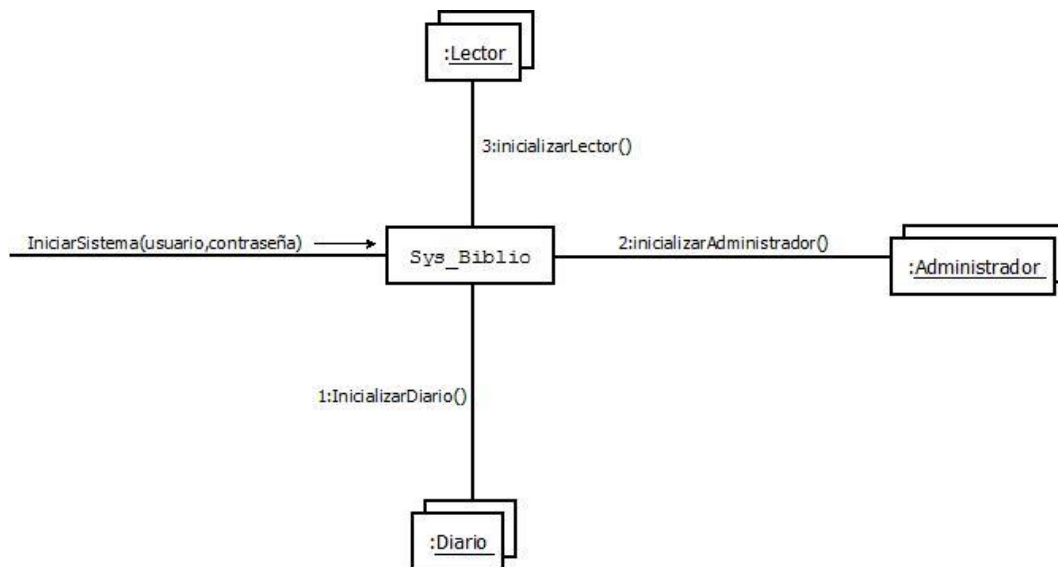 :Lector
3:inicializarLector()
IniciarSistema(usuario,contraseña)
2:inicializarAdministrador()
Sys_Biblio
:Administrador
1:InicializarDiario()
:Diario